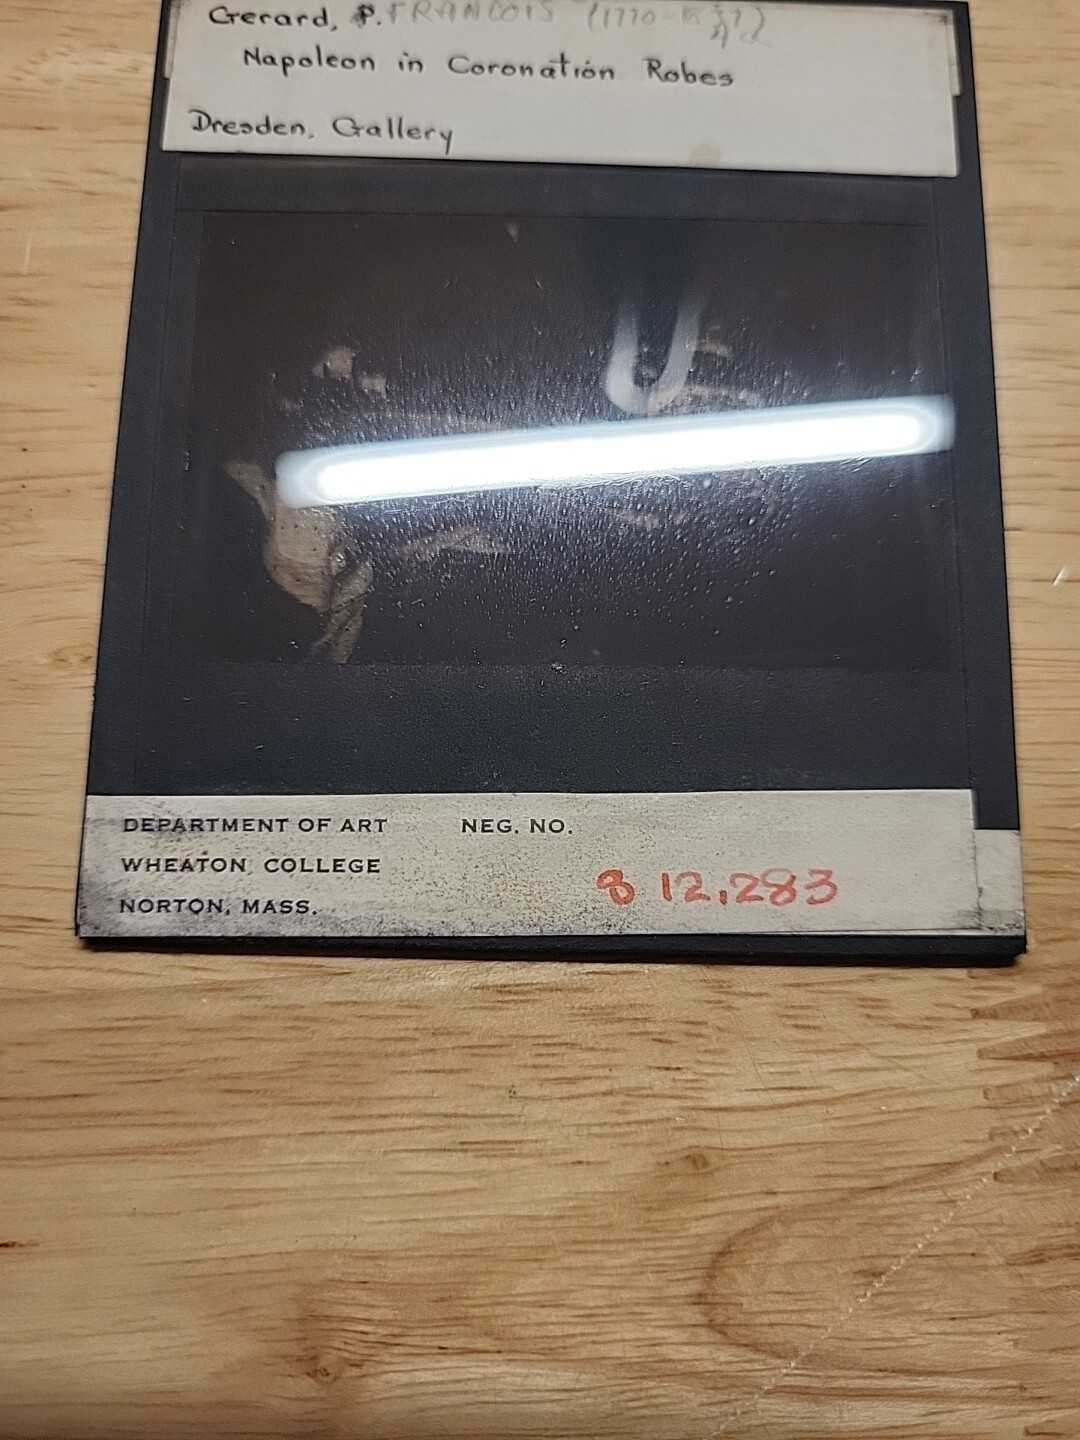 Gerard, P. FRANCOIS (1770-
Napoleon in Coronation Robes
Dresden, Gallery
DEPARTMENT OF ART NEG. NO.
WHEATON COLLEGE
8 12,283
NORTON, MASS.